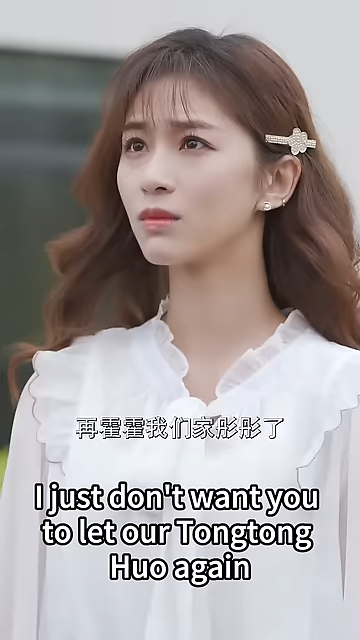 再霍霍我们家彤彤了
I just don't want you
to let our Tongtong
Huo again